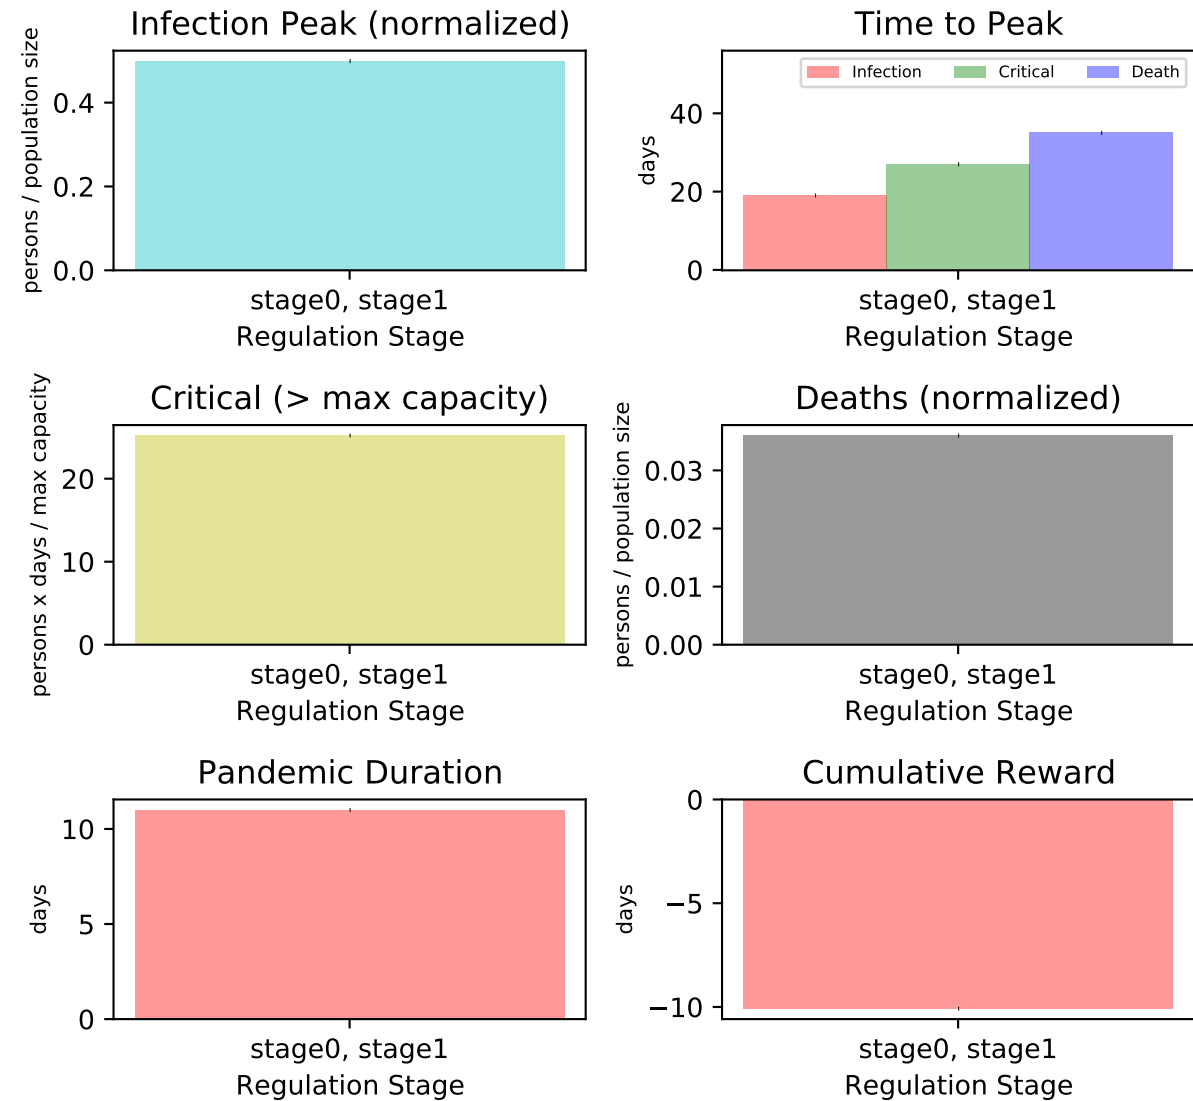 Infection Peak (normalized)
persons / population size
0.4
0.2
0.0
stage0, stage1
Regulation Stage
Time to Peak
Infection Critical Death
days
40
20
0
stage0, stage1
Regulation Stage
Critical (> max capacity)
persons x days / max capacity
20
10
0
stage0, stage1
Regulation Stage
Deaths (normalized)
persons / population size
0.03
0.02
0.01
0.00
stage0, stage1
Regulation Stage
Pandemic Duration
days
10
5
0
stage0, stage1
Regulation Stage
Cumulative Reward
days
0
−5
−10
stage0, stage1
Regulation Stage